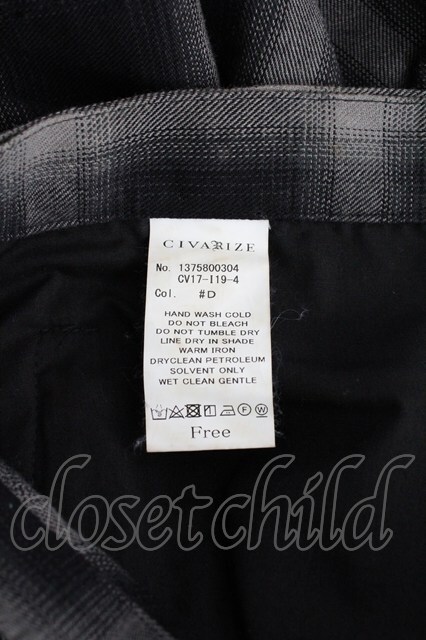 CIVARIZE
No. 1375800304
CV17-I19-4
Col. #D
HAND WASH COLD
DO NOT BLEACH
DO NOT TUMBLE DRY
LINE DRY IN SHADE
WARM IRON
DRYCLEAN PETROLEUM
SOLVENT ONLY
WET CLEAN GENTLE
Free
closetchild